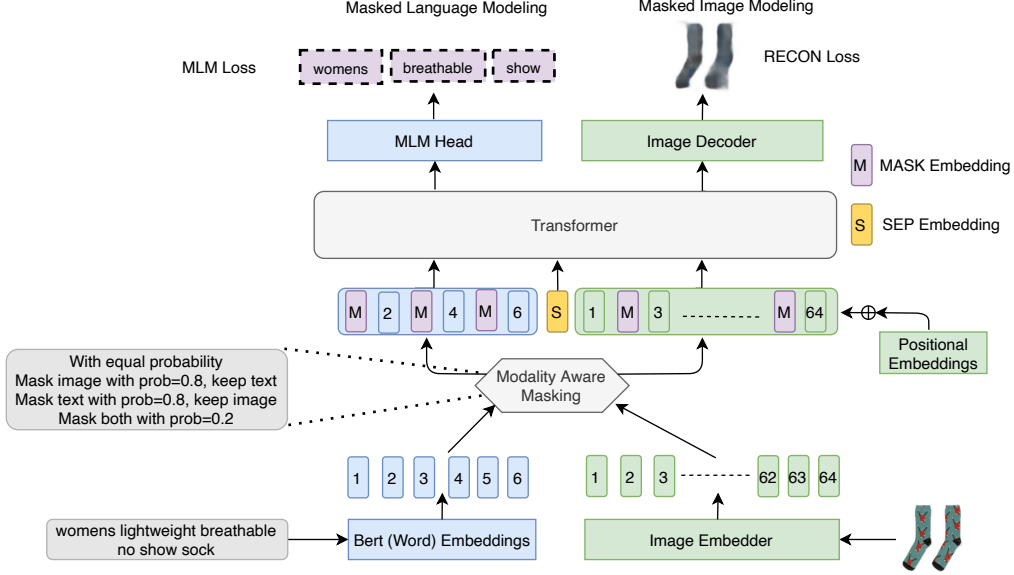 Masked Language Modeling
Masked Image Modeling
MLM Loss
womens
breathable
show
RECON Loss
MLM Head
Image Decoder
M MASK Embedding
Transformer
S SEP Embedding
M 2 M 4 M 6
S
1 M 3 M 64
Positional
Embeddings
With equal probability
Mask image with prob=0.8, keep text
Mask text with prob=0.8, keep image
Mask both with prob=0.2
Modality Aware
Masking
1 2 3 4 5 6
1 2 3 62 63 64
womens lightweight breathable
no show sock
Bert (Word) Embeddings
Image Embedder